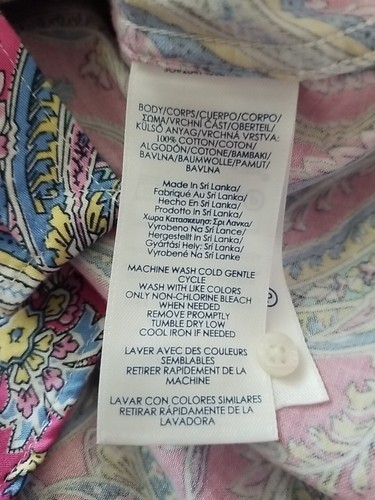 BODY/CORPS/CUERPO/CORPO/
ΣΩΜΑ/VRCHNÍ ČÁST/OBERTEIL/
KÜLSŐ ANYAG/VRCHNÁ VRSTVA:
100% COTTON/COTON/
ALGODÓN/COTONE/BAMBAKI/
BAVLNA/BAUMWOLLE/PAMUT/
BAVLNA
Made In Sri Lanka/
Fabriqué Au Sri Lanka/
Hecho En Sri Lanka/
Prodotto In Sri Lanka/
Χωρα Κατασκευης: Σρι Λανκα/
Vyrobeno Na Srí Lance/
Hergestellt In Sri Lanka/
Gyártási Hely: Sri Lanka/
Vyrobené Na Srí Lanke
MACHINE WASH COLD GENTLE
CYCLE
WASH WITH LIKE COLORS
ONLY NON-CHLORINE BLEACH
WHEN NEEDED
REMOVE PROMPTLY
TUMBLE DRY LOW
COOL IRON IF NEEDED
LAVER AVEC DES COULEURS
SEMBLABLES
RETIRER RAPIDEMENT DE LA
MACHINE
LAVAR CON COLORES SIMILARES
RETIRAR RÁPIDAMENTE DE LA
LAVADORA